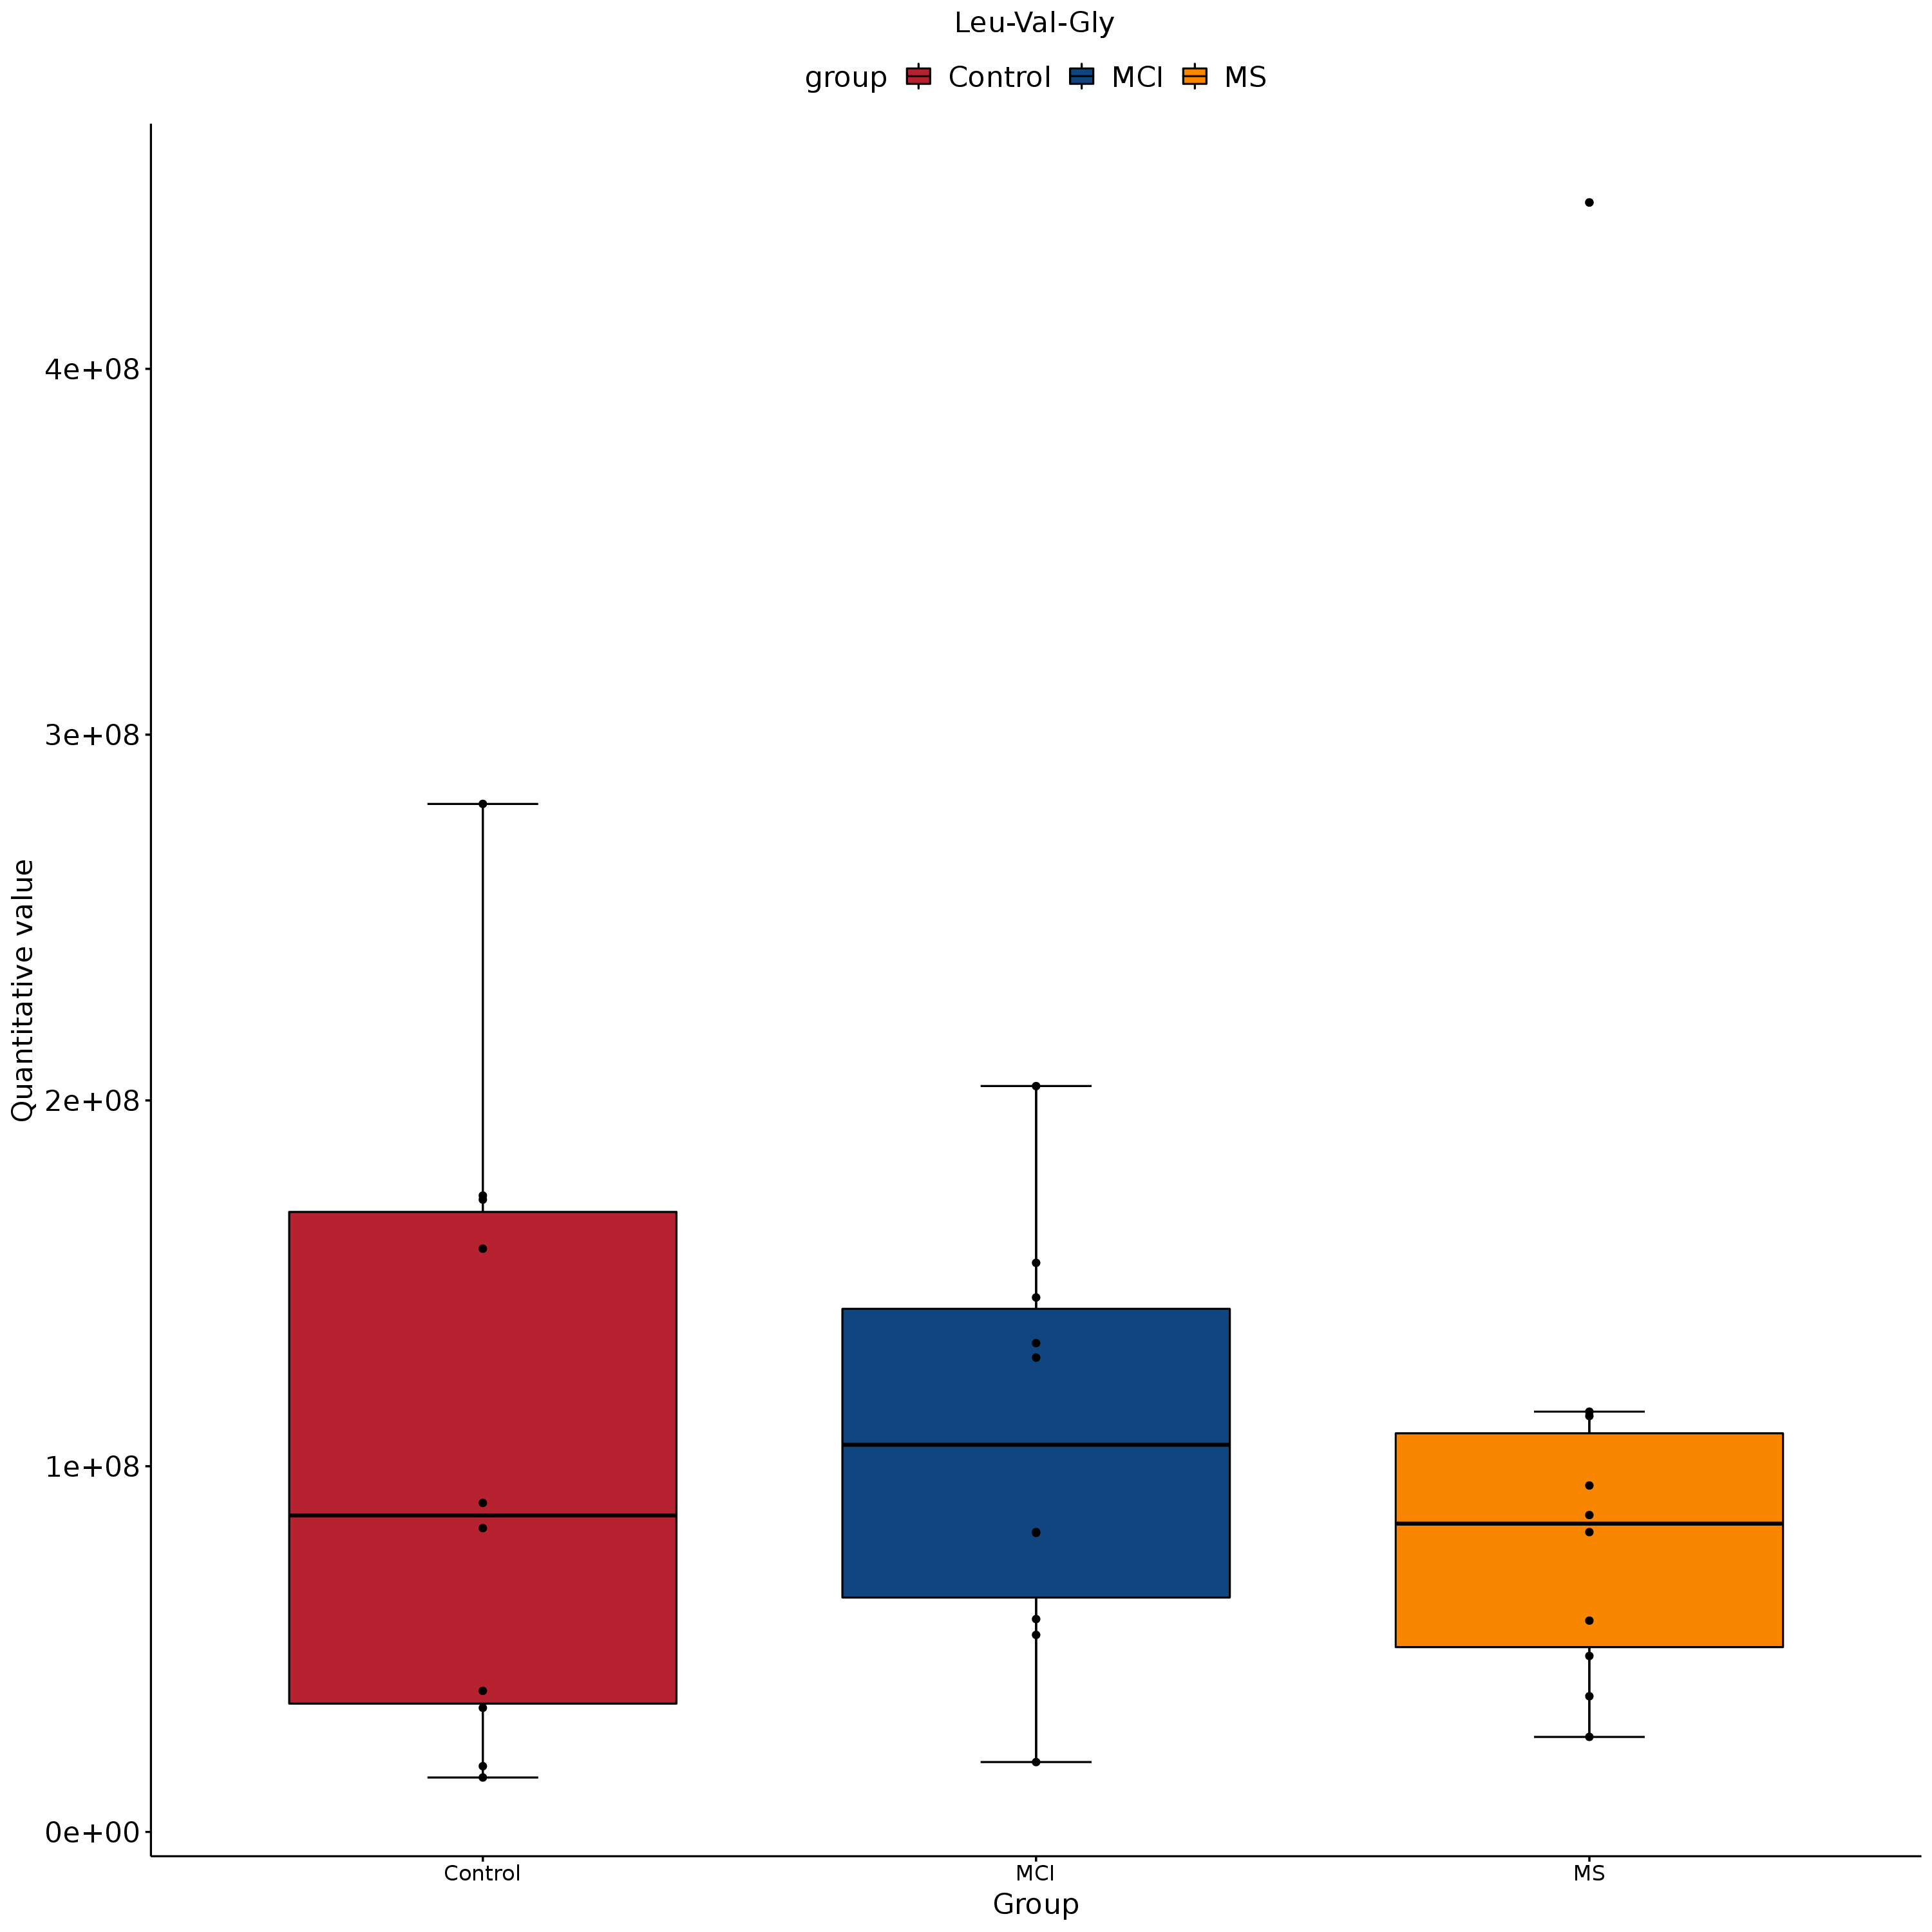 Leu-Val-Gly
group Control MCI MS
Quantitative value
4e+08
3e+08
2e+08
1e+08
0e+00
Control MCI MS
Group